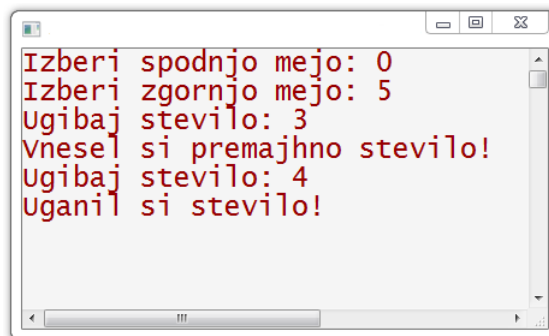 Izberi spodnjo mejo: 0
Izberi zgornjo mejo: 5
Ugibaj stevilo: 3
Vnesel si premajhno stevilo!
Ugibaj stevilo: 4
Uganil si stevilo!